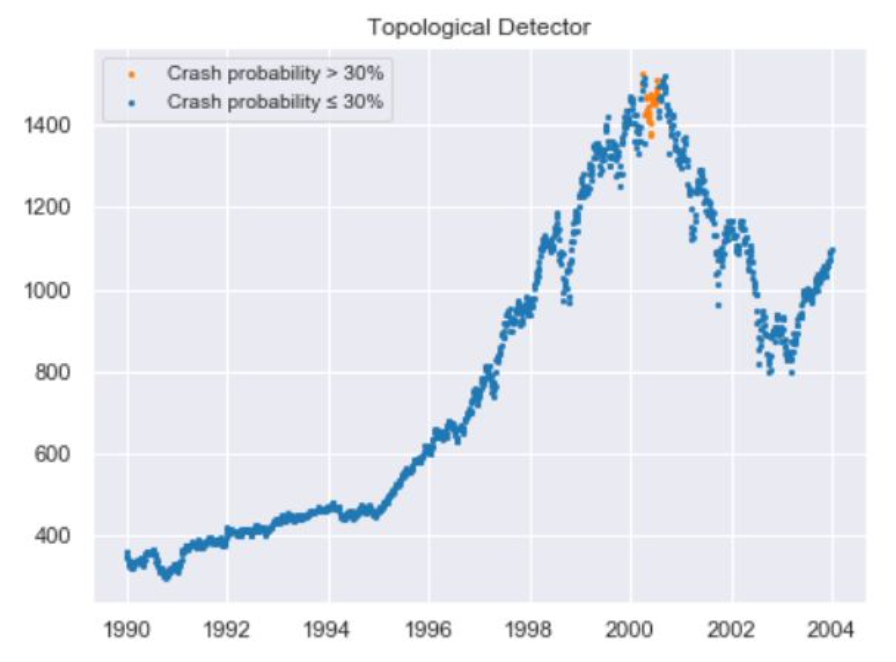 Topological Detector
Crash probability > 30%
Crash probability ≤ 30%
1400
1200
1000
800
600
400
1990 1992 1994 1996 1998 2000 2002 2004